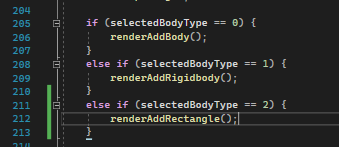 204
205 if (selectedBodyType == 0) {
206 renderAddBody();
207 }
208 else if (selectedBodyType == 1) {
209 renderAddRigidbody();
210 }
211 else if (selectedBodyType == 2) {
212 renderAddRectangle();
213 }